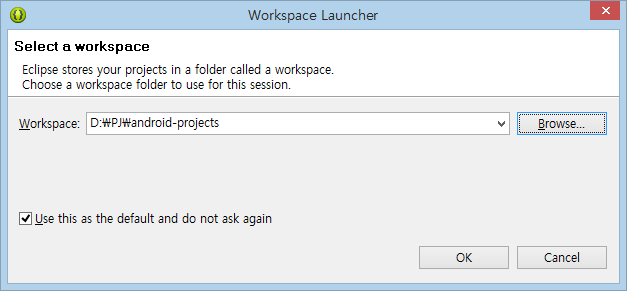 Workspace Launcher
Select a workspace
Eclipse stores your projects in a folder called a workspace.
Choose a workspace folder to use for this session.
Workspace: D:₩PJ₩android-projects Browse...
Use this as the default and do not ask again
OK Cancel